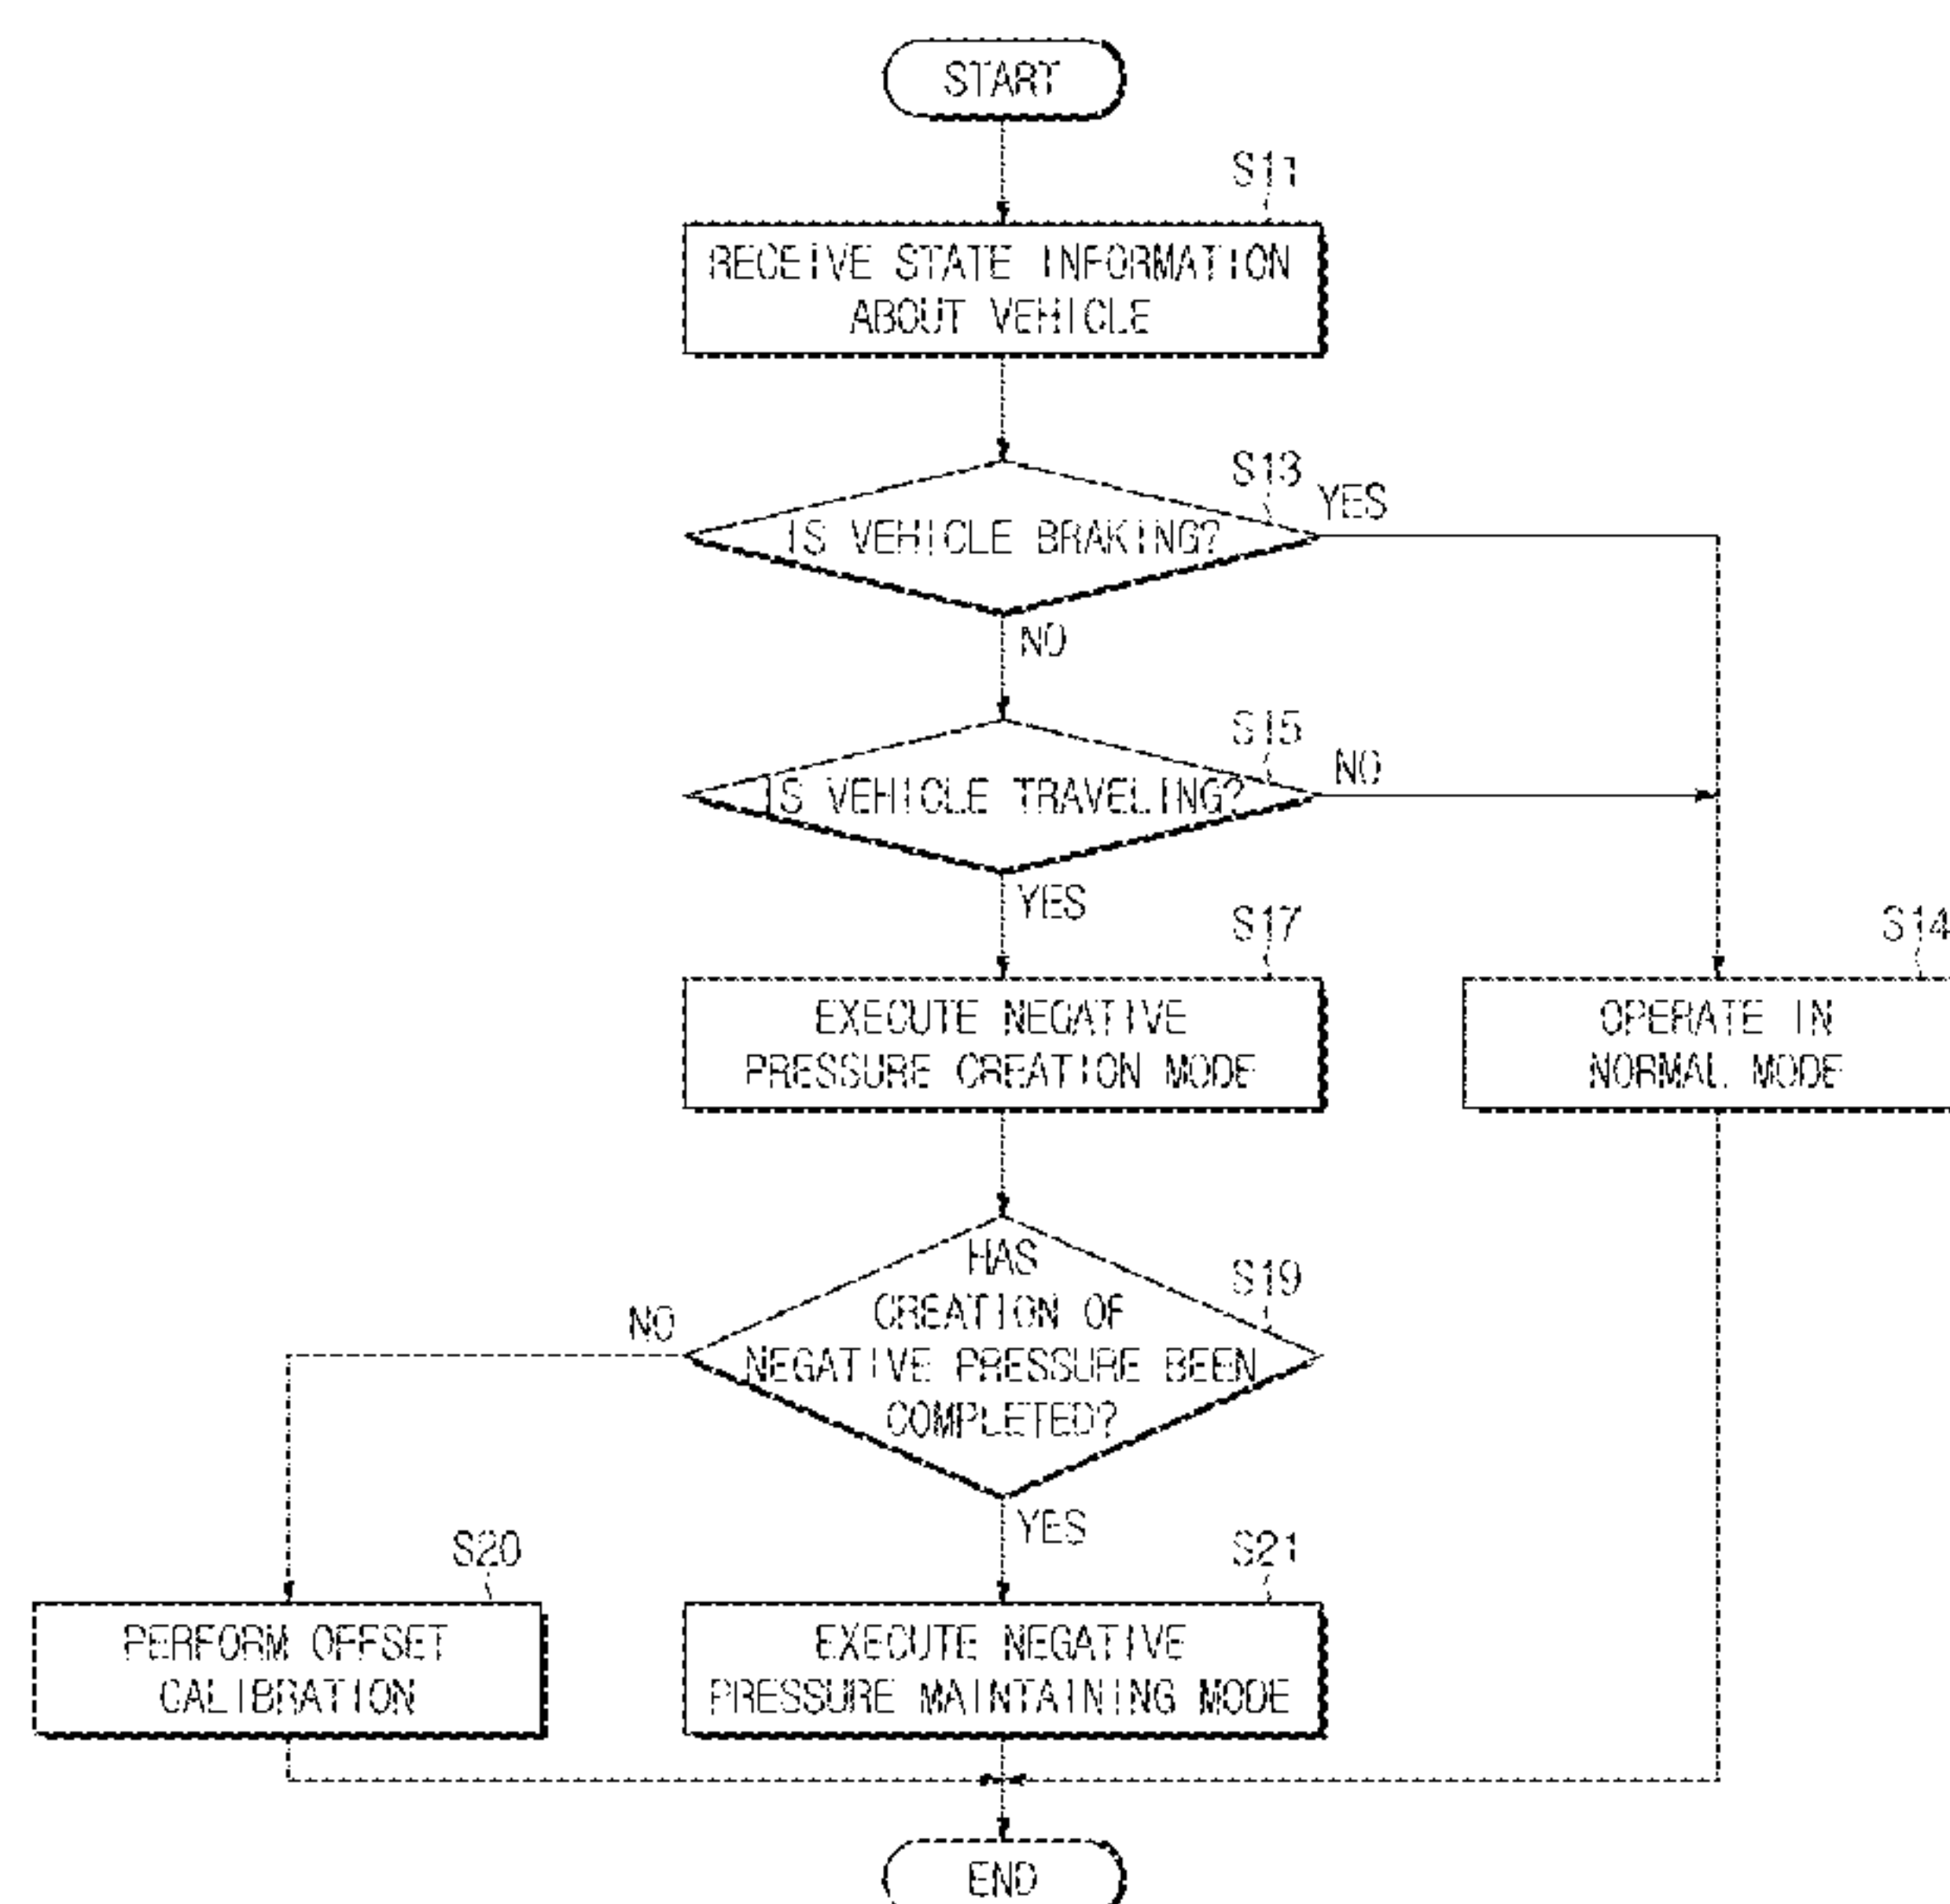 START
S11
RECEIVE STATE INFORMATION
ABOUT VEHICLE
S13
IS VEHICLE BRAKING?
YES
NO
S15
IS VEHICLE TRAVELING?
NO
YES
S17
EXECUTE NEGATIVE
PRESSURE CREATION MODE
S14
OPERATE IN
NORMAL MODE
S19
HAS
CREATION OF
NEGATIVE PRESSURE BEEN
COMPLETED?
NO
YES
S20
PERFORM OFFSET
CALIBRATION
S21
EXECUTE NEGATIVE
PRESSURE MAINTAINING MODE
END